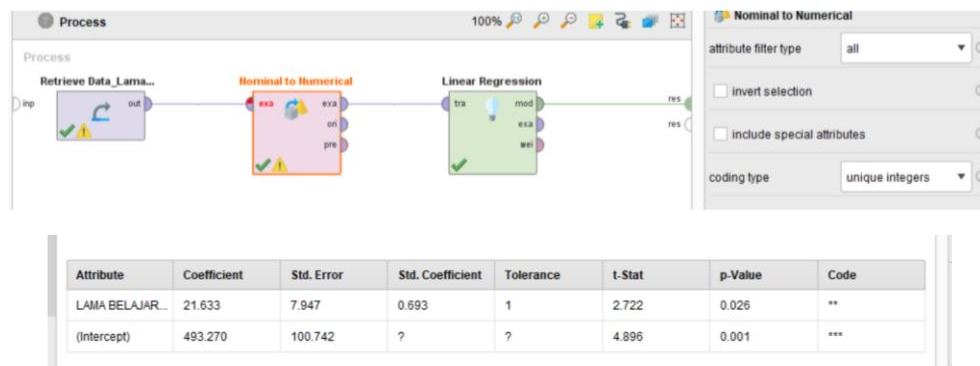 Process
100%
Nominal to Numerical
Process
attribute filter type
all
Retrieve Data_Lama...
Nominal to Numerical
Linear Regression
inp
out
exa
exa
ori
pre
tra
mod
exa
wei
res
res
invert selection
include special attributes
coding type
unique integers
Attribute Coefficient Std. Error Std. Coefficient Tolerance t-Stat p-Value Code
LAMA BELAJAR... 21.633 7.947 0.693 1 2.722 0.026 **
(Intercept) 493.270 100.742 ? ? 4.896 0.001 ***